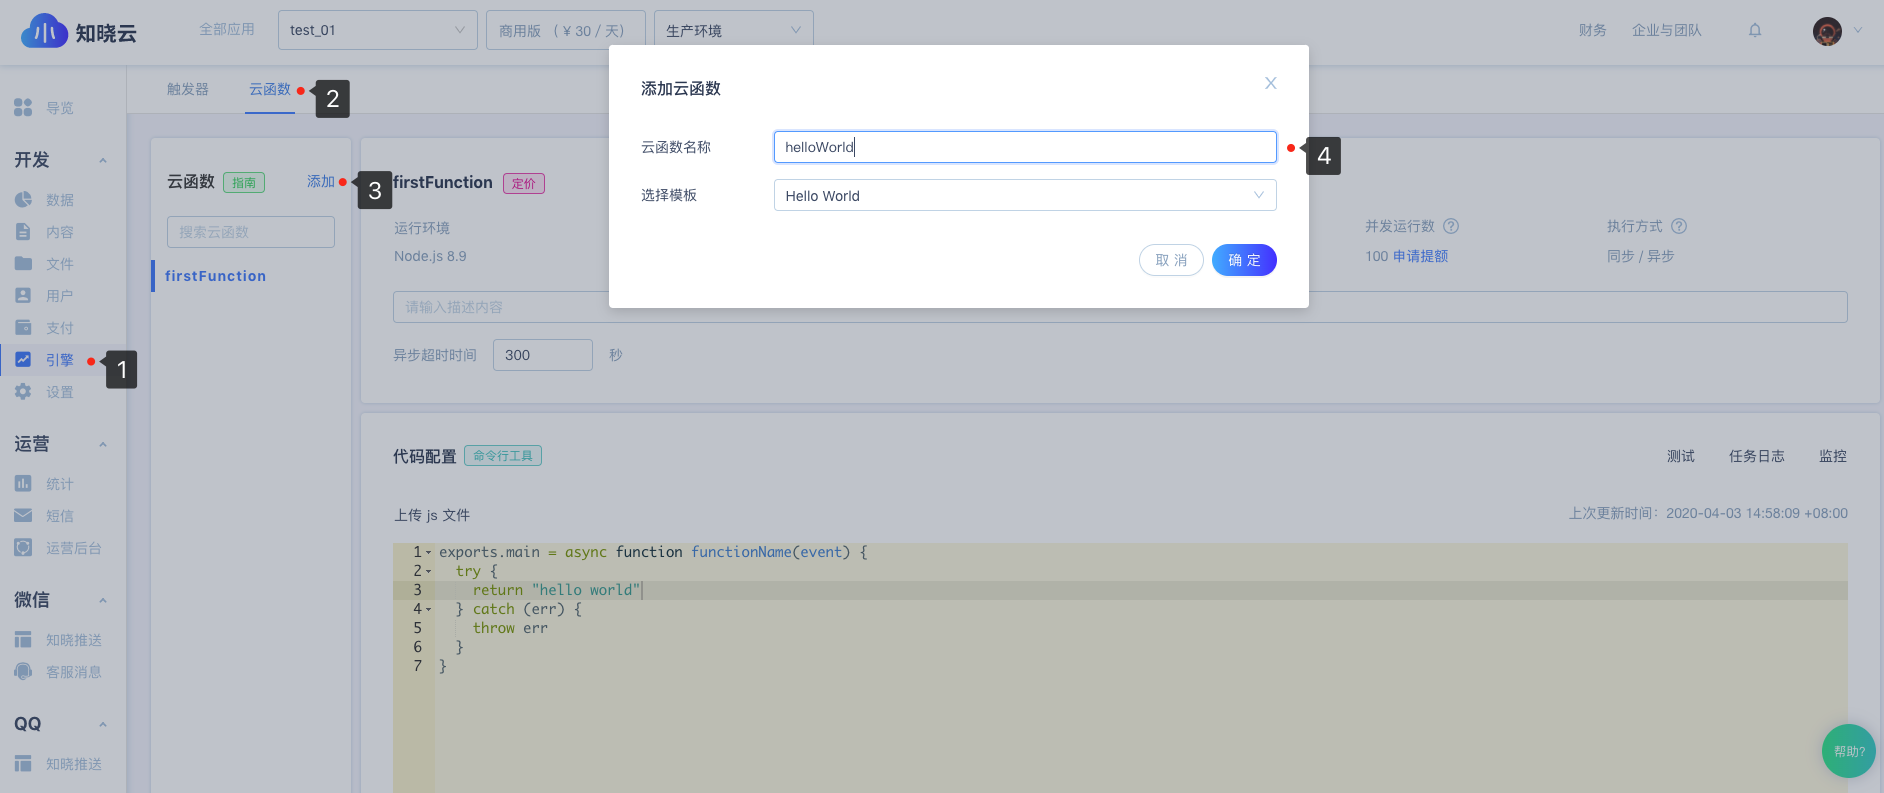 知晓云
全部应用
test_01
商用版 （¥ 30 / 天）
生产环境
财务
企业与团队
导览
开发
数据
内容
文件
用户
支付
引擎
1
设置
运营
统计
短信
运营后台
微信
知晓推送
客服消息
QQ
知晓推送
触发器
云函数
2
云函数 指南 添加
3
搜索云函数
firstFunction
firstFunction 定价
运行环境
Node.js 8.9
并发运行数 ?
100 申请提额
执行方式 ?
同步 / 异步
请输入描述内容
异步超时时间 300 秒
添加云函数
云函数名称 helloWorld
4
选择模板 Hello World
取 消
确 定
代码配置 命令行工具
测试 任务日志 监控
上传 js 文件
上次更新时间：2020-04-03 14:58:09 +08:00
1 exports.main = async function functionName(event) {
2 try {
3 return "hello world"
4 } catch (err) {
5 throw err
6 }
7 }
帮助?